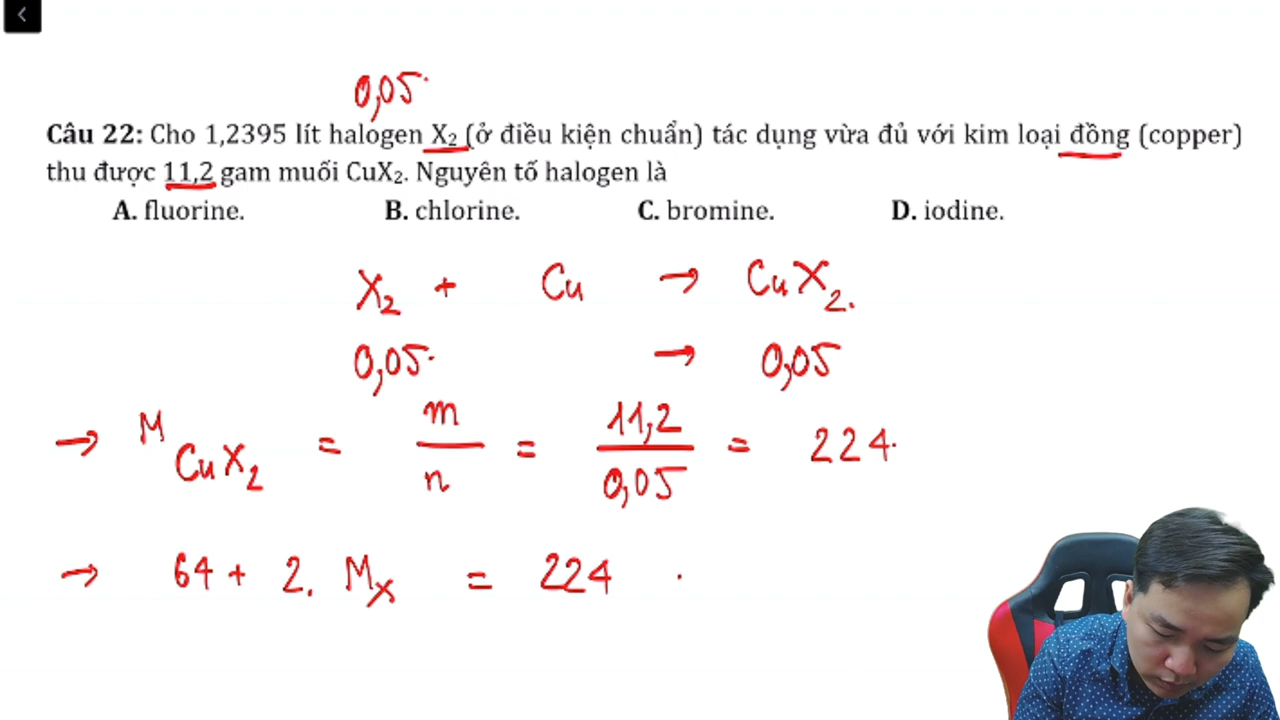 0,05
Câu 22: Cho 1,2395 lít halogen X₂ (ở điều kiện chuẩn) tác dụng vừa đủ với kim loại đồng (copper)
thu được 11,2 gam muối CuX₂. Nguyên tố halogen là
A. fluorine. B. chlorine. C. bromine. D. iodine.
X₂ + Cu → CuX₂.
0,05 → 0,05
→ M CuX₂ = m/n = 11,2/0,05 = 224
→ 64 + 2. Mx = 224